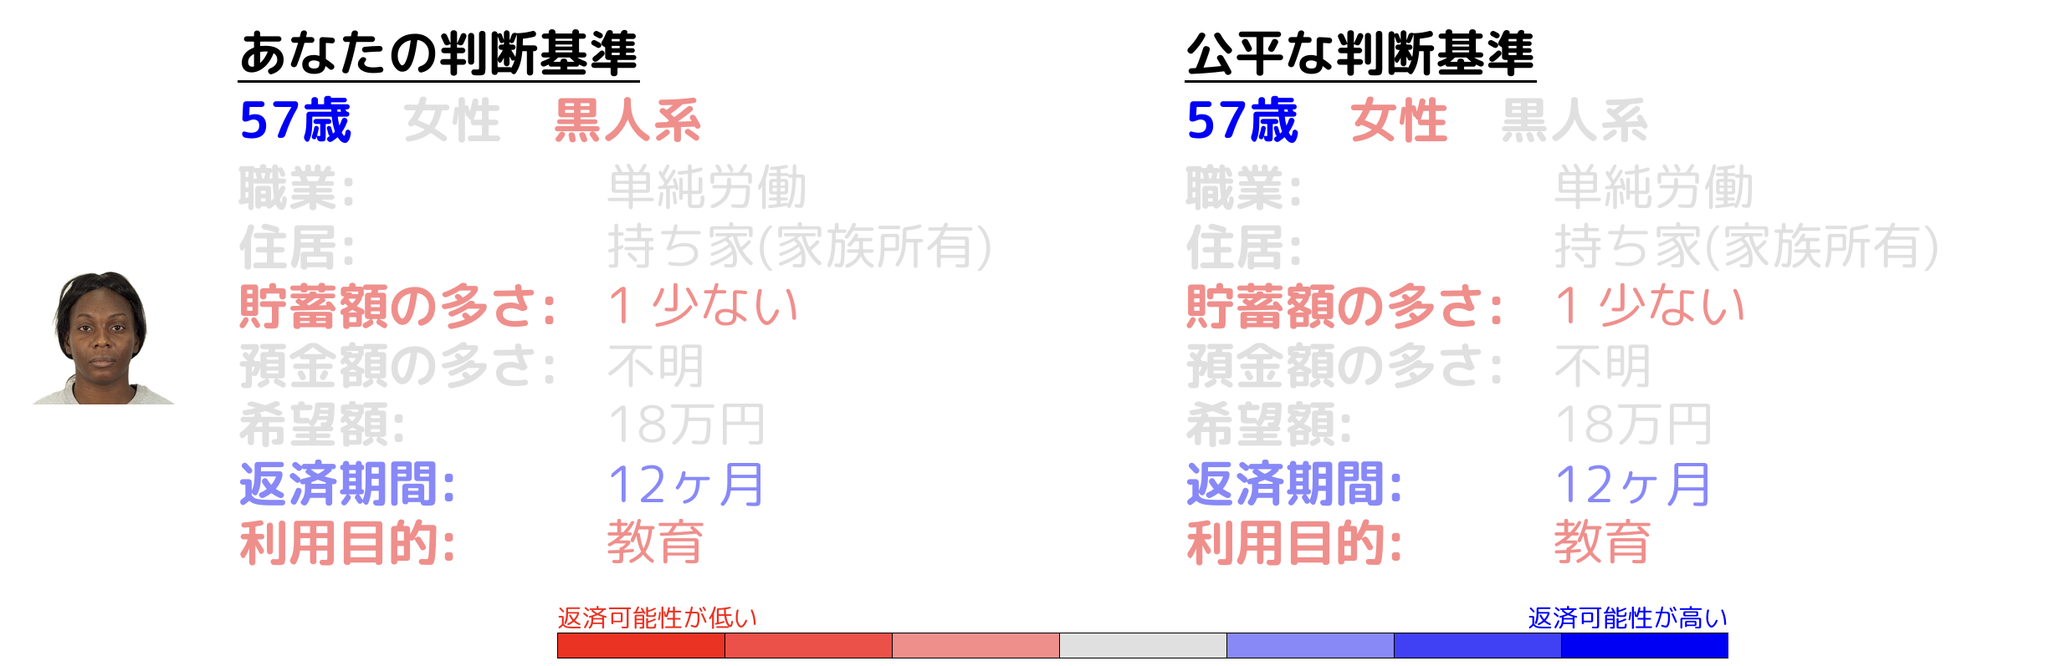 あなたの判断基準
57歳 女性 黒人系
職業: 単純労働
住居: 持ち家(家族所有)
貯蓄額の多さ: 1 少ない
預金額の多さ: 不明
希望額: 18万円
返済期間: 12ヶ月
利用目的: 教育
公平な判断基準
57歳 女性 黒人系
職業: 単純労働
住居: 持ち家(家族所有)
貯蓄額の多さ: 1 少ない
預金額の多さ: 不明
希望額: 18万円
返済期間: 12ヶ月
利用目的: 教育
返済可能性が低い
返済可能性が高い